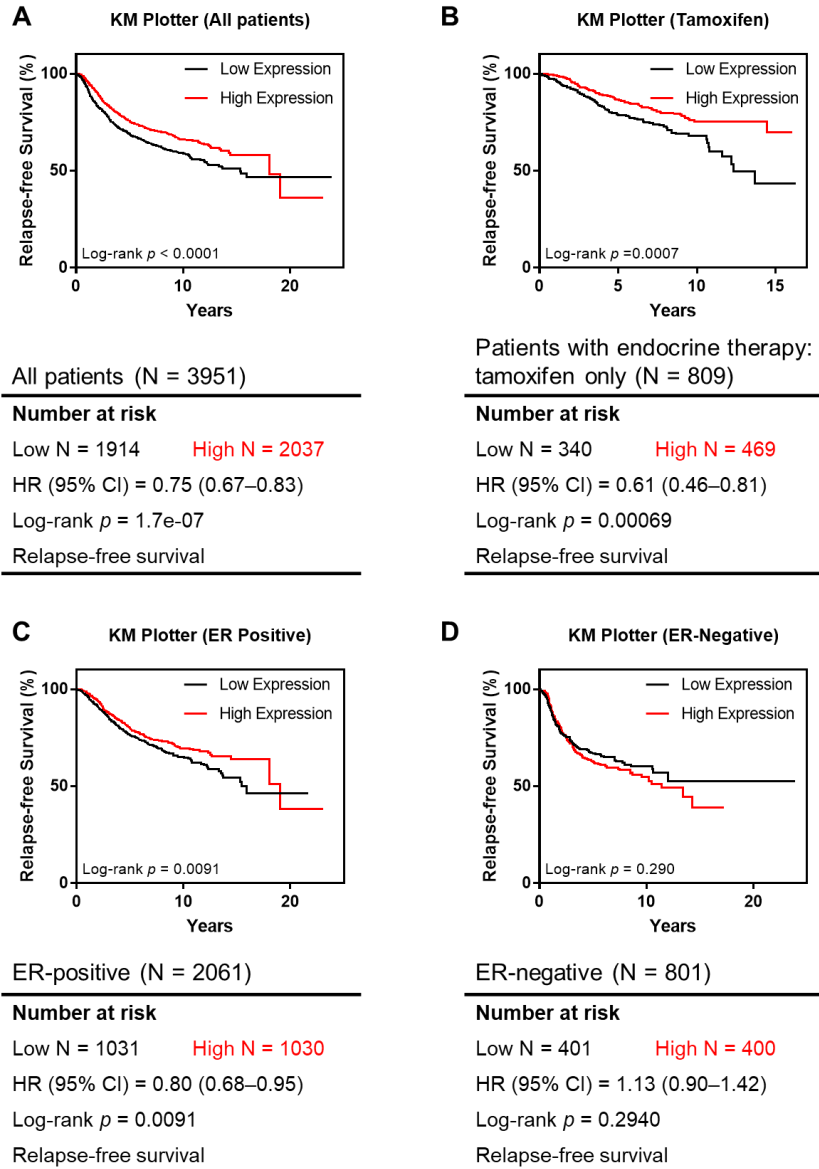 A
KM Plotter (All patients)
Relapse-free Survival (%)
100
50
0
Low Expression
High Expression
Log-rank p < 0.0001
0 10 20
Years
All patients (N = 3951)
Number at risk
Low N = 1914 High N = 2037
HR (95% CI) = 0.75 (0.67–0.83)
Log-rank p = 1.7e-07
Relapse-free survival
B
KM Plotter (Tamoxifen)
Relapse-free Survival (%)
100
50
0
Low Expression
High Expression
Log-rank p =0.0007
0 5 10 15
Years
Patients with endocrine therapy:
tamoxifen only (N = 809)
Number at risk
Low N = 340 High N = 469
HR (95% CI) = 0.61 (0.46–0.81)
Log-rank p = 0.00069
Relapse-free survival
C
KM Plotter (ER Positive)
Relapse-free Survival (%)
100
50
0
Low Expression
High Expression
Log-rank p = 0.0091
0 10 20
Years
ER-positive (N = 2061)
Number at risk
Low N = 1031 High N = 1030
HR (95% CI) = 0.80 (0.68–0.95)
Log-rank p = 0.0091
Relapse-free survival
D
KM Plotter (ER-Negative)
Relapse-free Survival (%)
100
50
0
Low Expression
High Expression
Log-rank p = 0.290
0 10 20
Years
ER-negative (N = 801)
Number at risk
Low N = 401 High N = 400
HR (95% CI) = 1.13 (0.90–1.42)
Log-rank p = 0.2940
Relapse-free survival